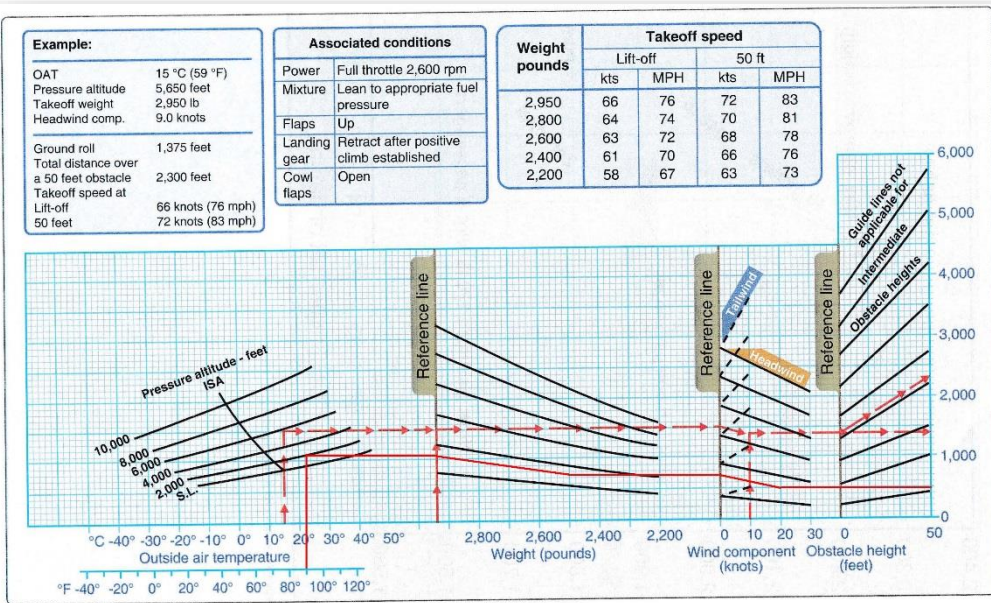 Example:
OAT 15 °C (59 °F)
Pressure altitude 5,650 feet
Takeoff weight 2,950 lb
Headwind comp. 9.0 knots
Ground roll 1,375 feet
Total distance over
a 50 feet obstacle 2,300 feet
Takeoff speed at
Lift-off 66 knots (76 mph)
50 feet 72 knots (83 mph)
Associated conditions
Power Full throttle 2,600 rpm
Mixture Lean to appropriate fuel
pressure
Flaps Up
Landing gear Retract after positive
climb established
Cowl flaps Open
Weight pounds Takeoff speed
Lift-off 50 ft
kts MPH kts MPH
2,950 66 76 72 83
2,800 64 74 70 81
2,600 63 72 68 78
2,400 61 70 66 76
2,200 58 67 63 73
6,000
5,000
4,000
3,000
2,000
1,000
0
Guide lines not
applicable for
Intermediate
Obstacle heights
Reference line
Reference line
Reference line
Tailwind
Headwind
Pressure altitude - feet
ISA
10,000
8,000
6,000
4,000
2,000
S.L.
°C -40° -30° -20° -10° 0° 10° 20° 30° 40° 50°
Outside air temperature
°F -40° -20° 0° 20° 40° 60° 80° 100° 120°
2,800 2,600 2,400 2,200
Weight (pounds)
0 10 20 30
Wind component
(knots)
0 50
Obstacle height
(feet)